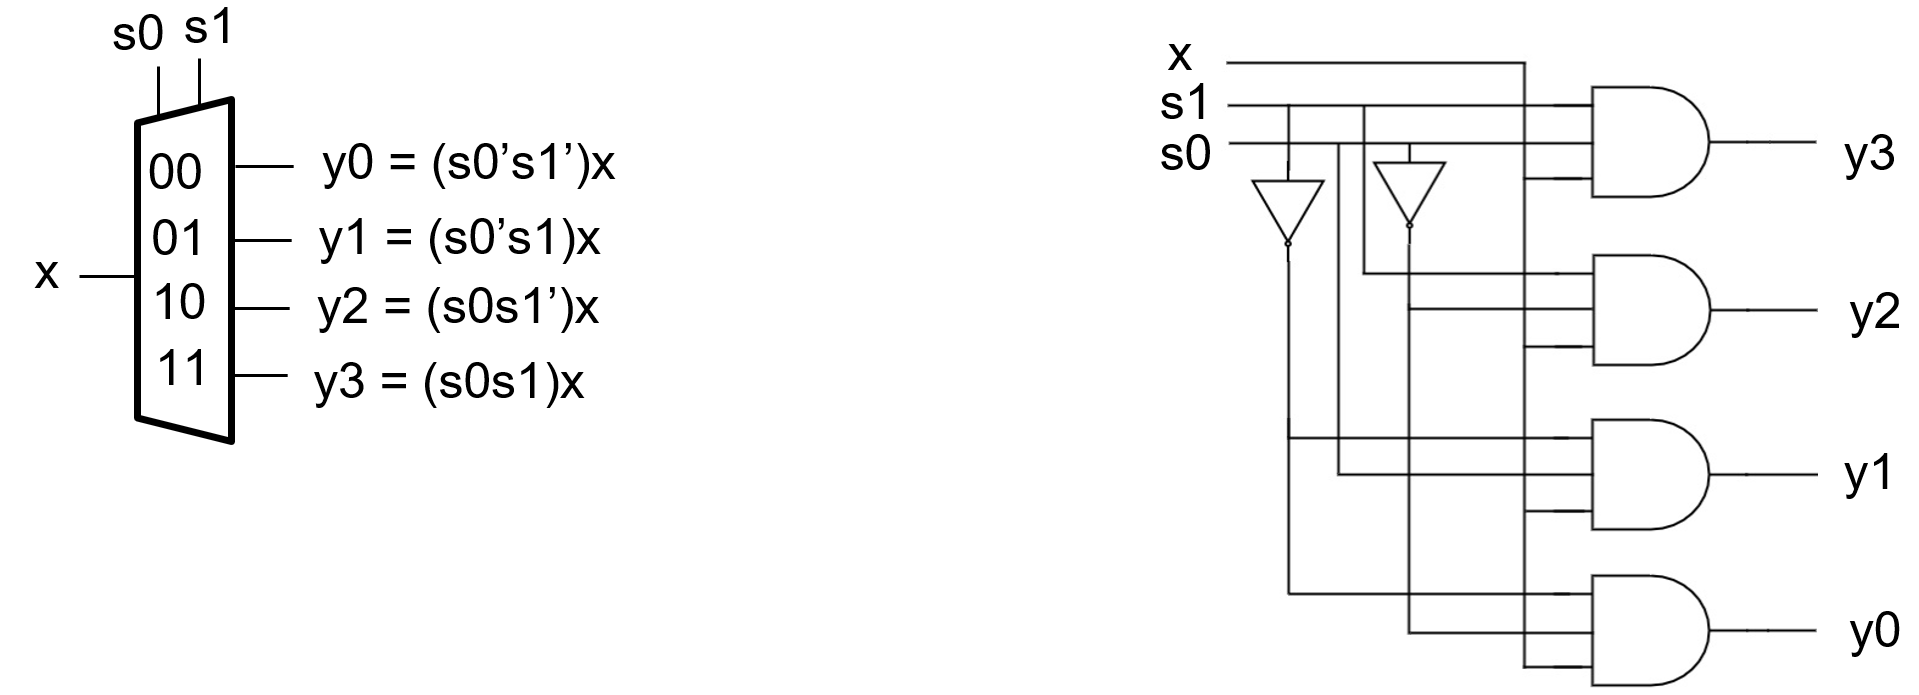 s0 s1
00 y0 = (s0’s1’)x
01 y1 = (s0’s1)x
x
10 y2 = (s0s1’)x
11 y3 = (s0s1)x
x
s1
s0
y3
y2
y1
y0